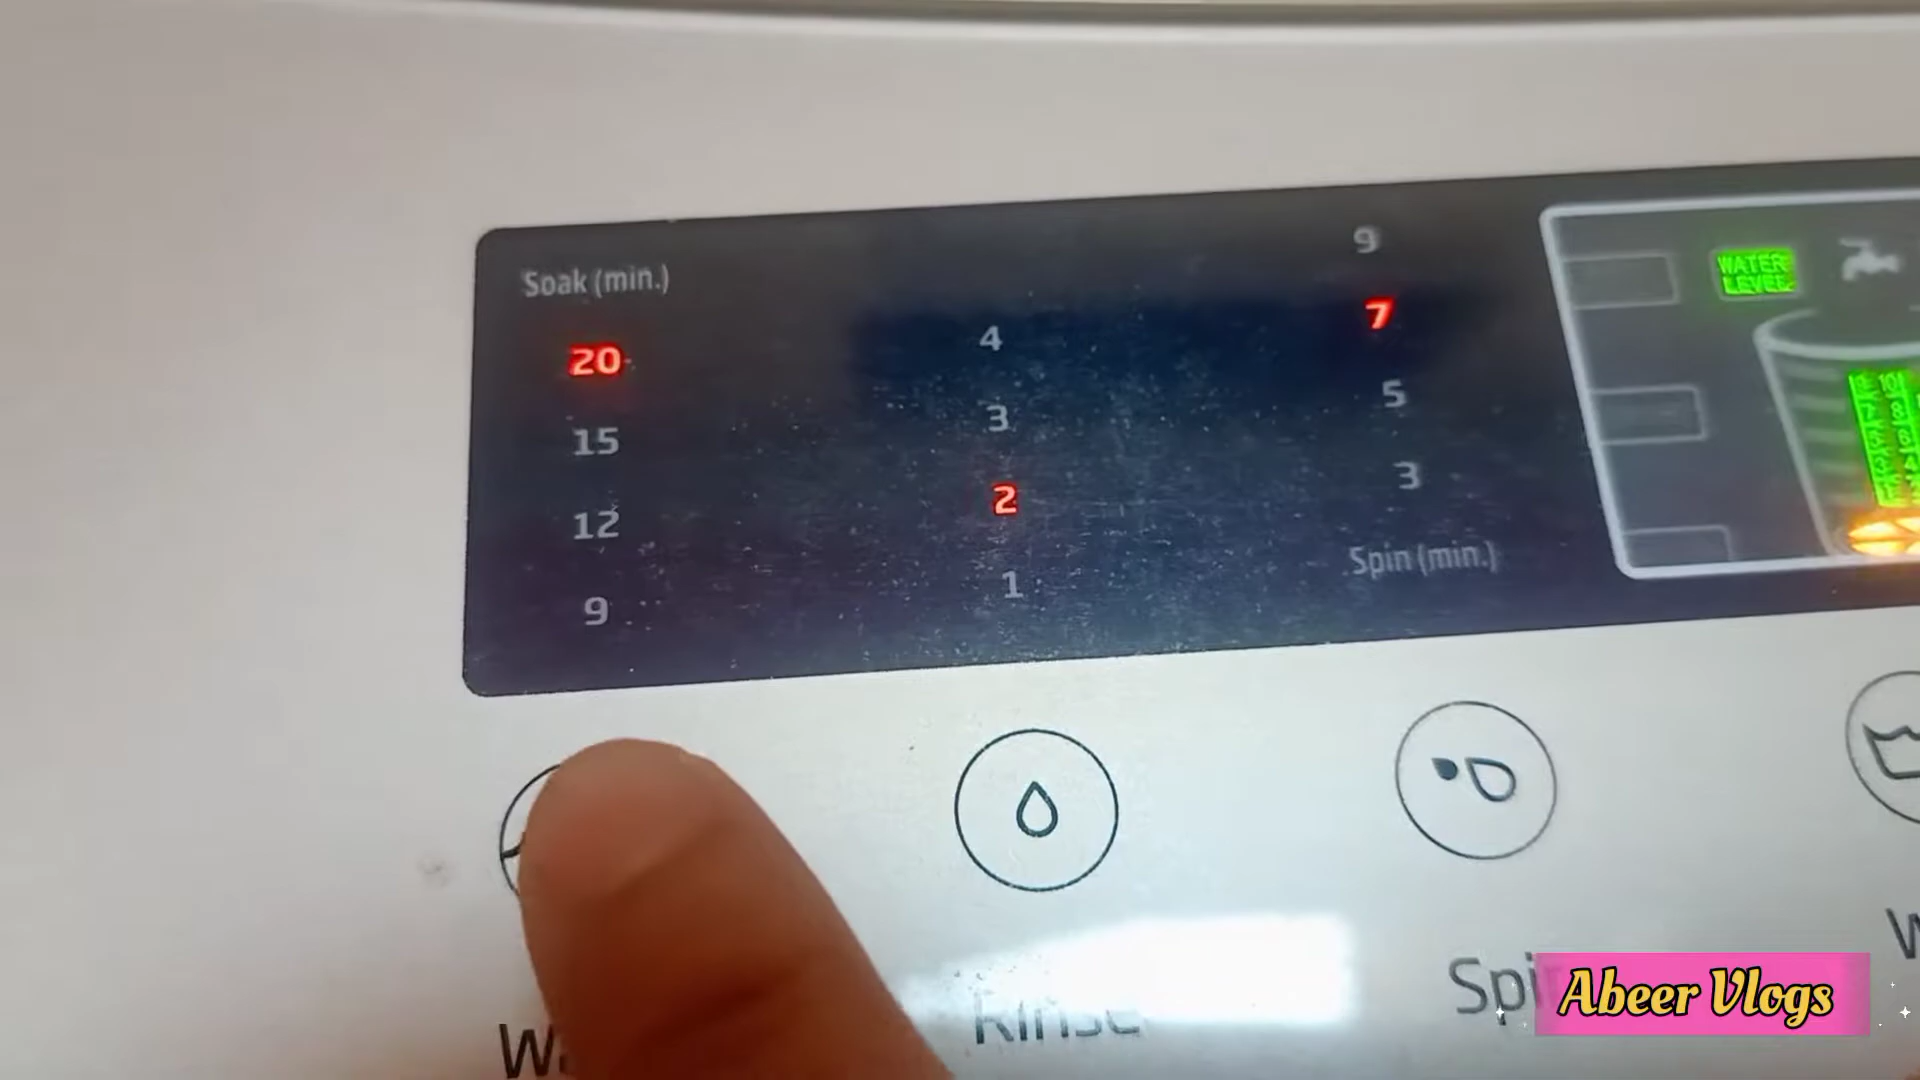 Soak (min.)
20
15
12
9
4
3
2
1
9
7
5
3
Spin (min.)
WATER
LEVEL
10
Rinse
Abeer Vlogs